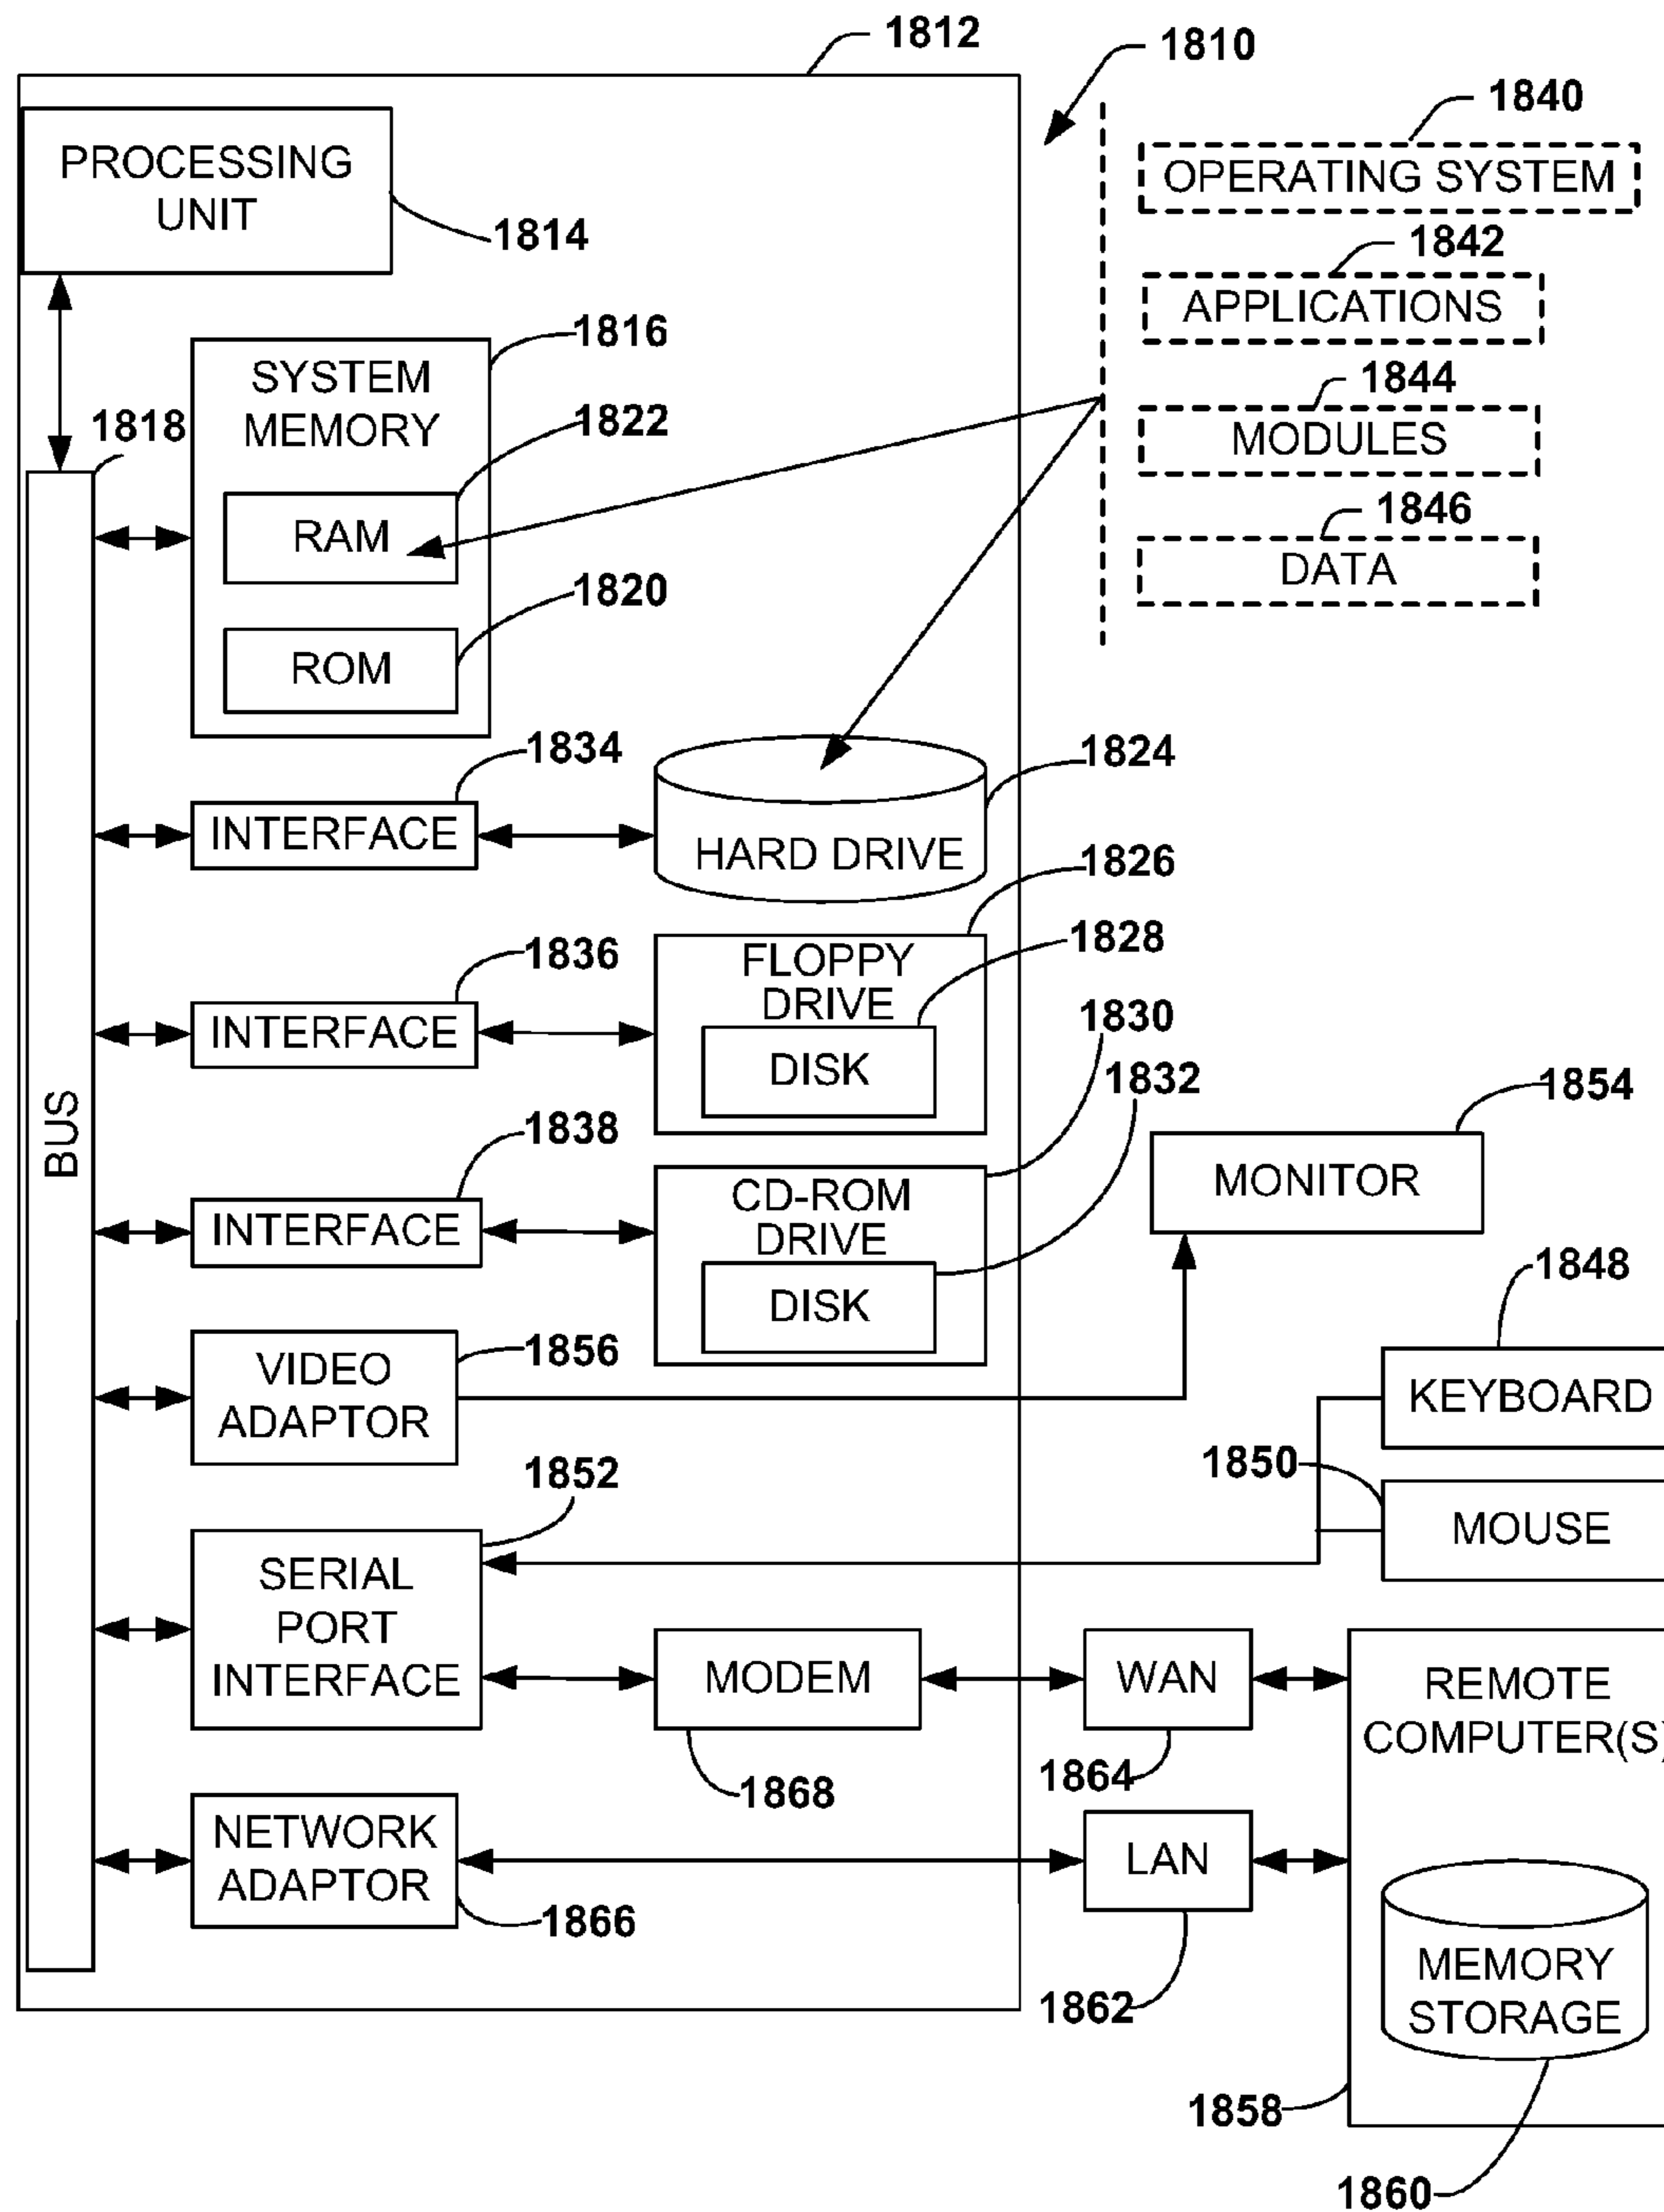 1812
1810
1840
PROCESSING
UNIT
1814
OPERATING SYSTEM
1842
APPLICATIONS
1816
SYSTEM
MEMORY
1818
1822
1844
MODULES
RAM
1846
DATA
1820
ROM
1834
1824
INTERFACE
HARD DRIVE
1826
1836
1828
FLOPPY
DRIVE
INTERFACE
1830
DISK
1832
1854
BUS
1838
MONITOR
INTERFACE
CD-ROM
DRIVE
DISK
1848
1856
VIDEO
ADAPTOR
KEYBOARD
1850
1852
MOUSE
SERIAL
PORT
INTERFACE
MODEM
WAN
REMOTE
COMPUTER(S)
1864
1868
NETWORK
ADAPTOR
LAN
1866
MEMORY
STORAGE
1862
1858
1860